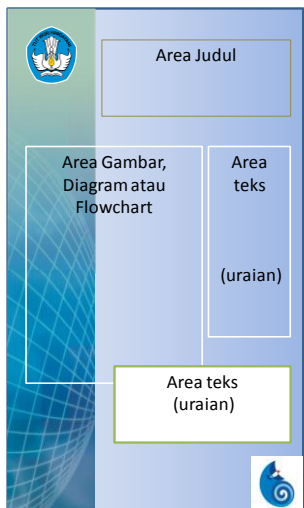 Area Judul
Area Gambar,
Diagram atau
Flowchart
Area
teks
(uraian)
Area teks
(uraian)